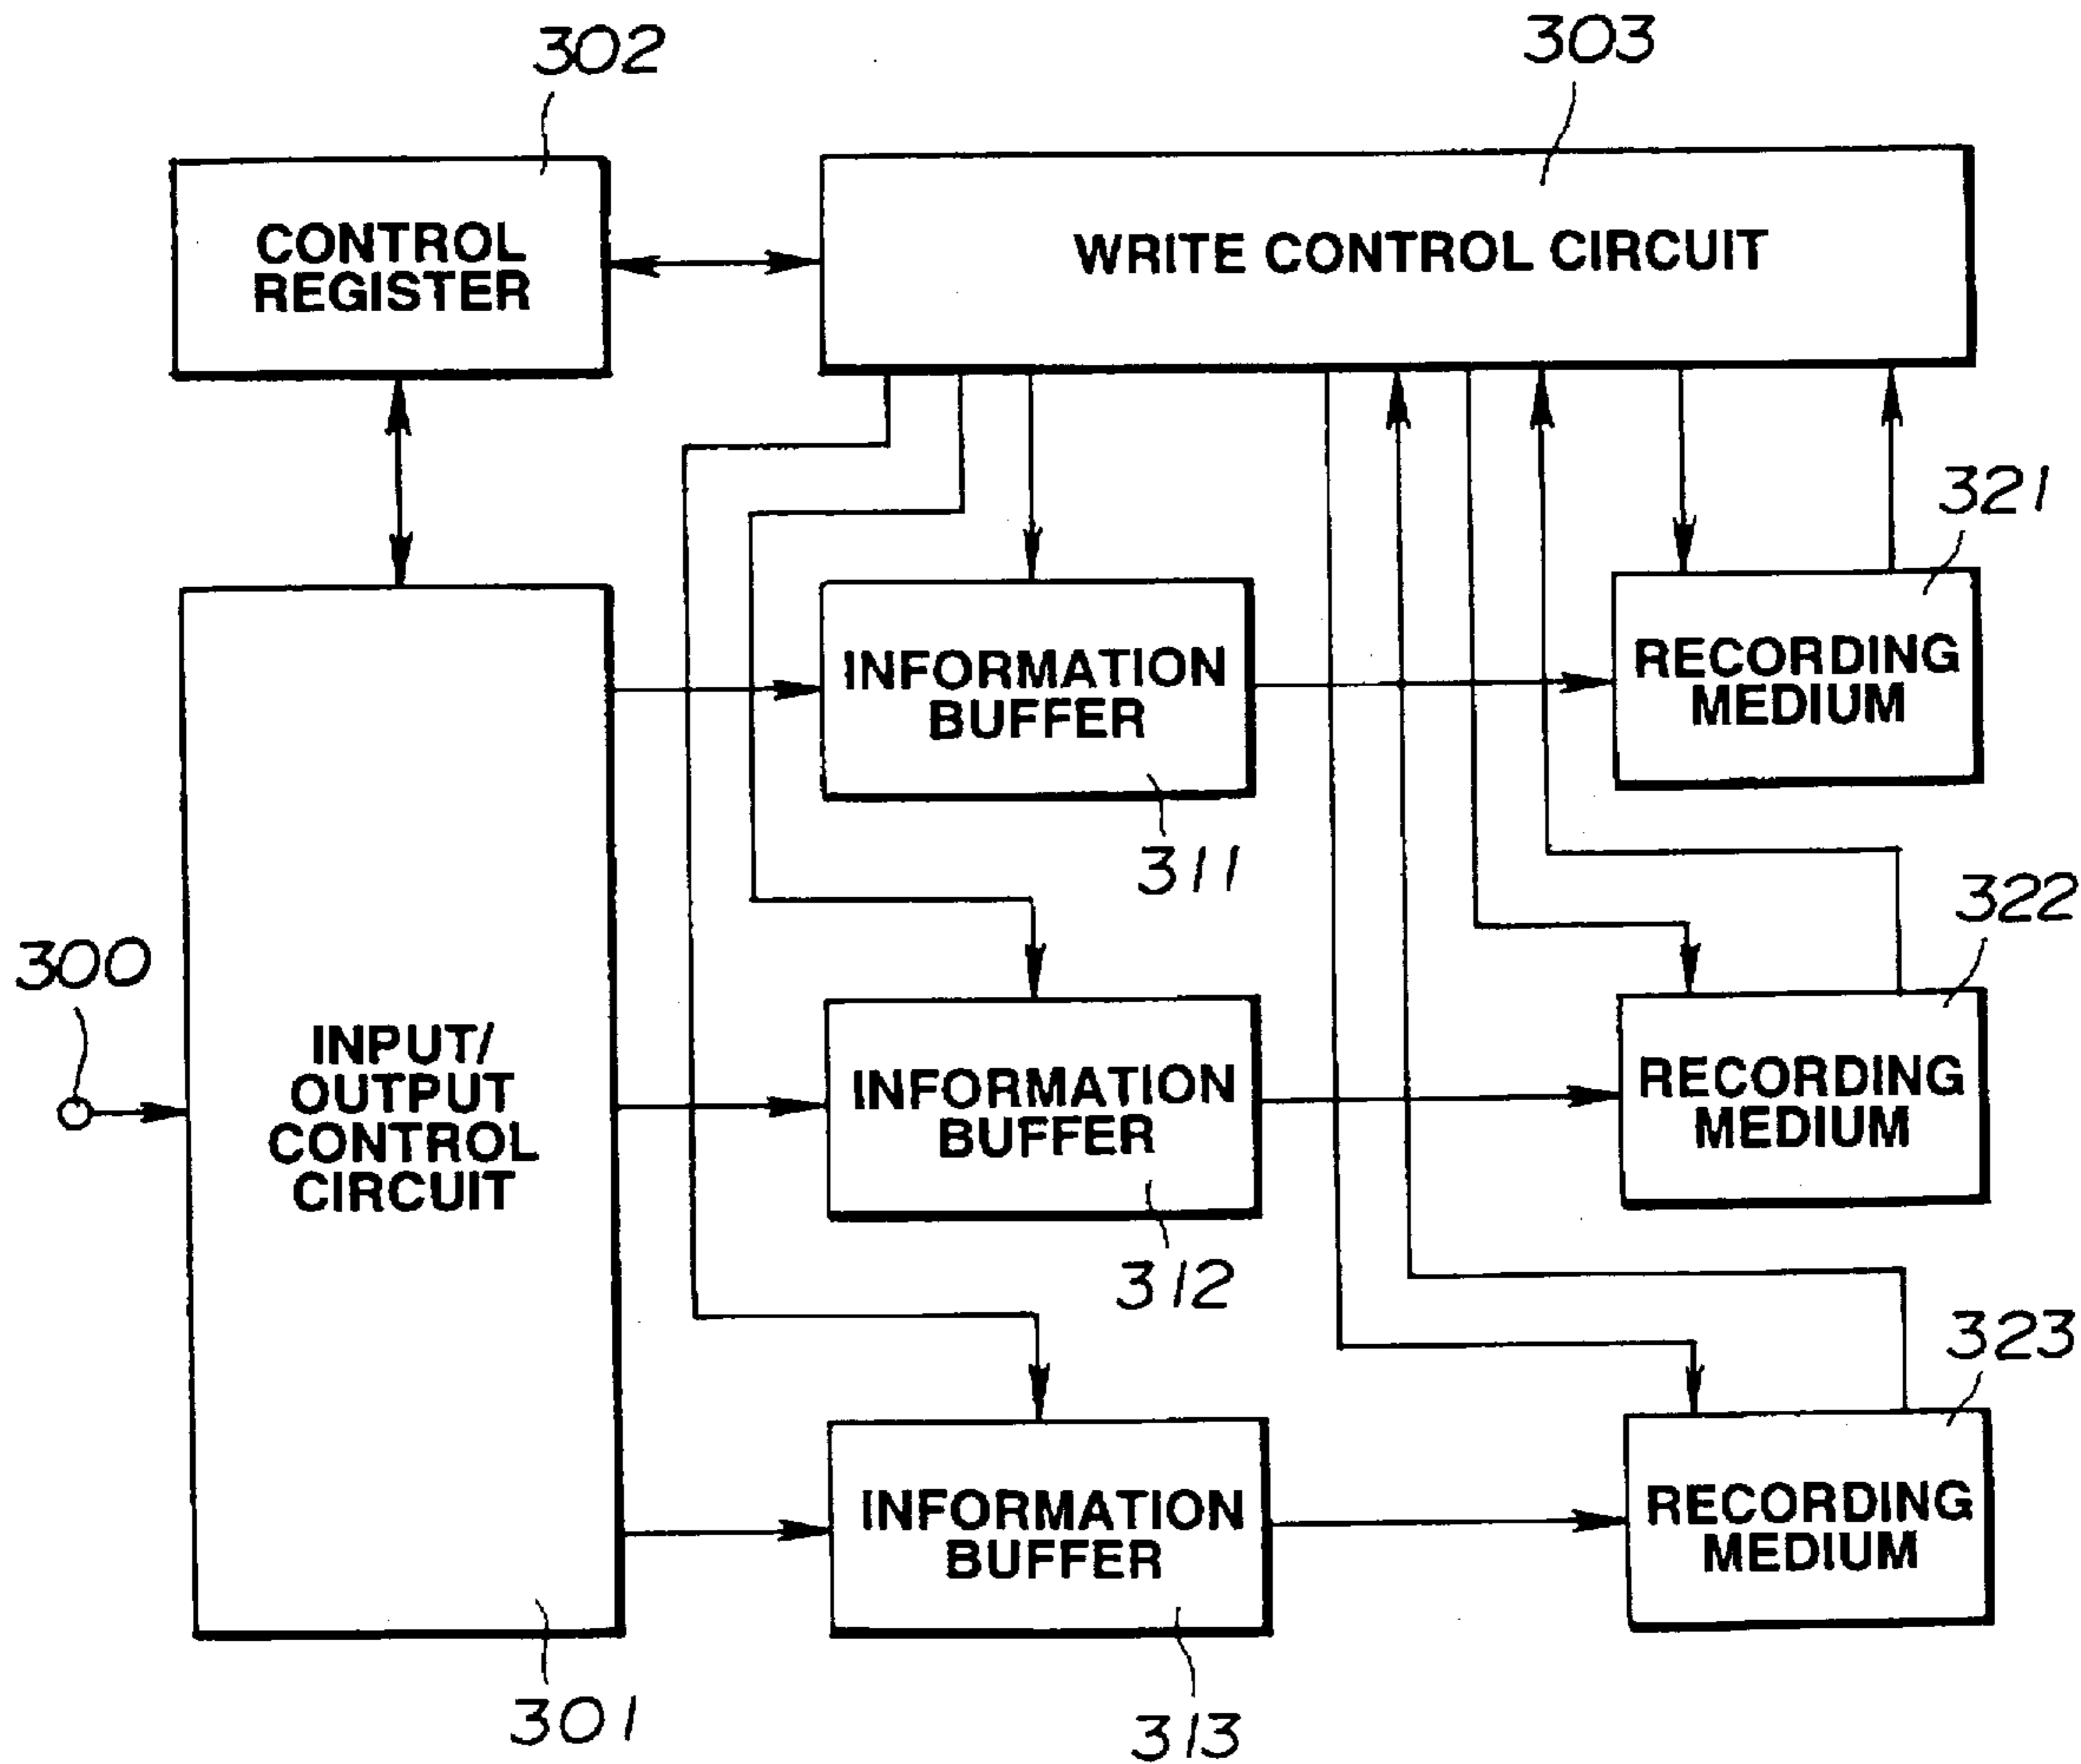 302
303
CONTROL
REGISTER
WRITE CONTROL CIRCUIT
321
INFORMATION
BUFFER
RECORDING
MEDIUM
311
322
300
INPUT/
OUTPUT
CONTROL
CIRCUIT
INFORMATION
BUFFER
RECORDING
MEDIUM
312
323
INFORMATION
BUFFER
RECORDING
MEDIUM
301
313